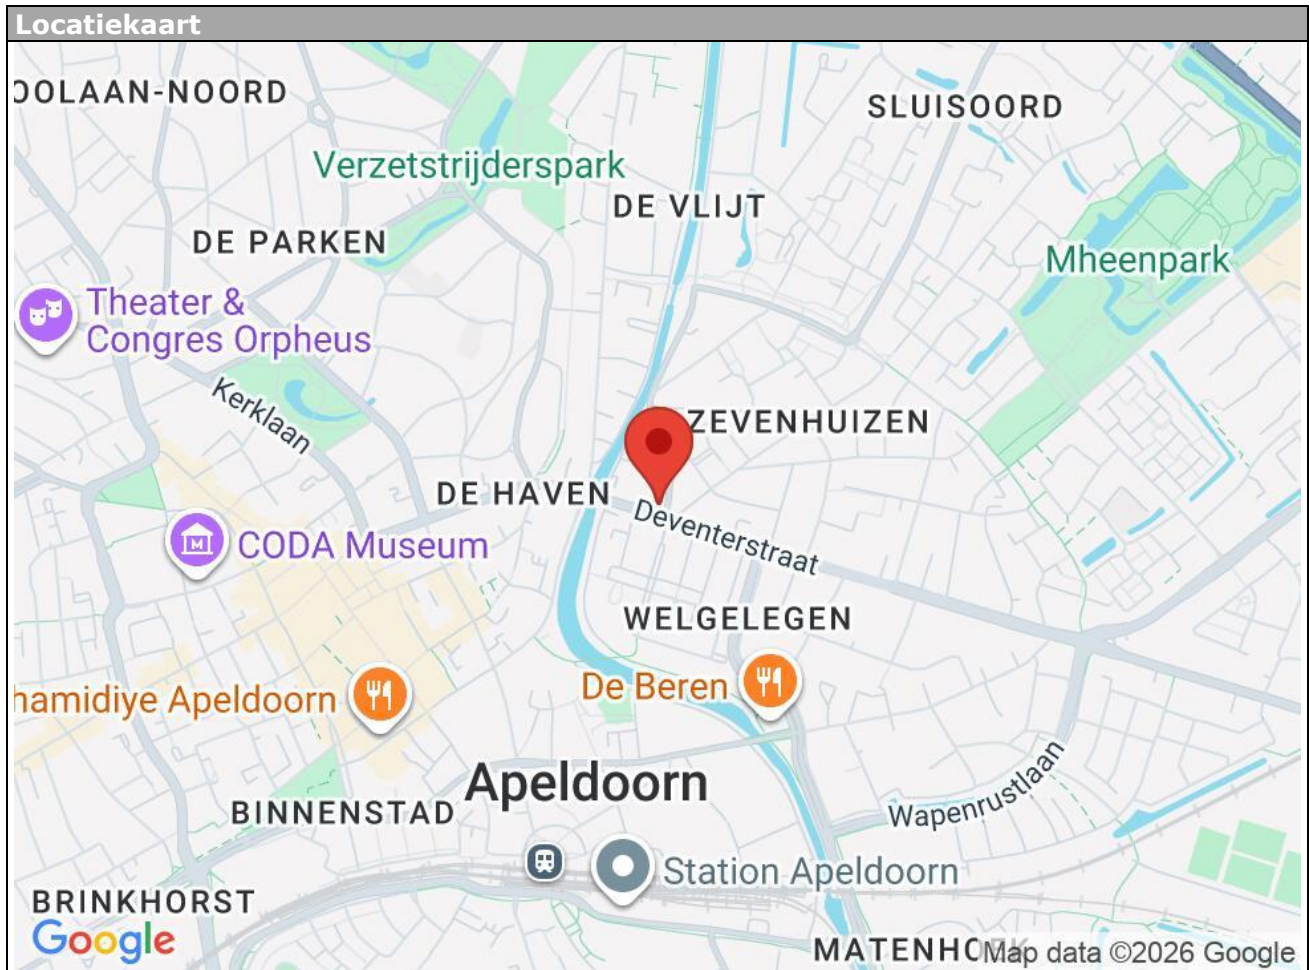 Locatiekaart
OOLAAN-NOORD
SLUISOORD
Verzetstrijderspark
DE VLIJT
DE PARKEN
Mheenpark
Theater &
Congres Orpheus
Kerklaan
ZEVENHUIZEN
DE HAVEN
Deventerstraat
CODA Museum
WELGELEGEN
De Beren
hamidiye Apeldoorn
Apeldoorn
BINNENSTAD
Wapenrustlaan
Station Apeldoorn
BRINKHORST
Google
Map data ©2026 Google